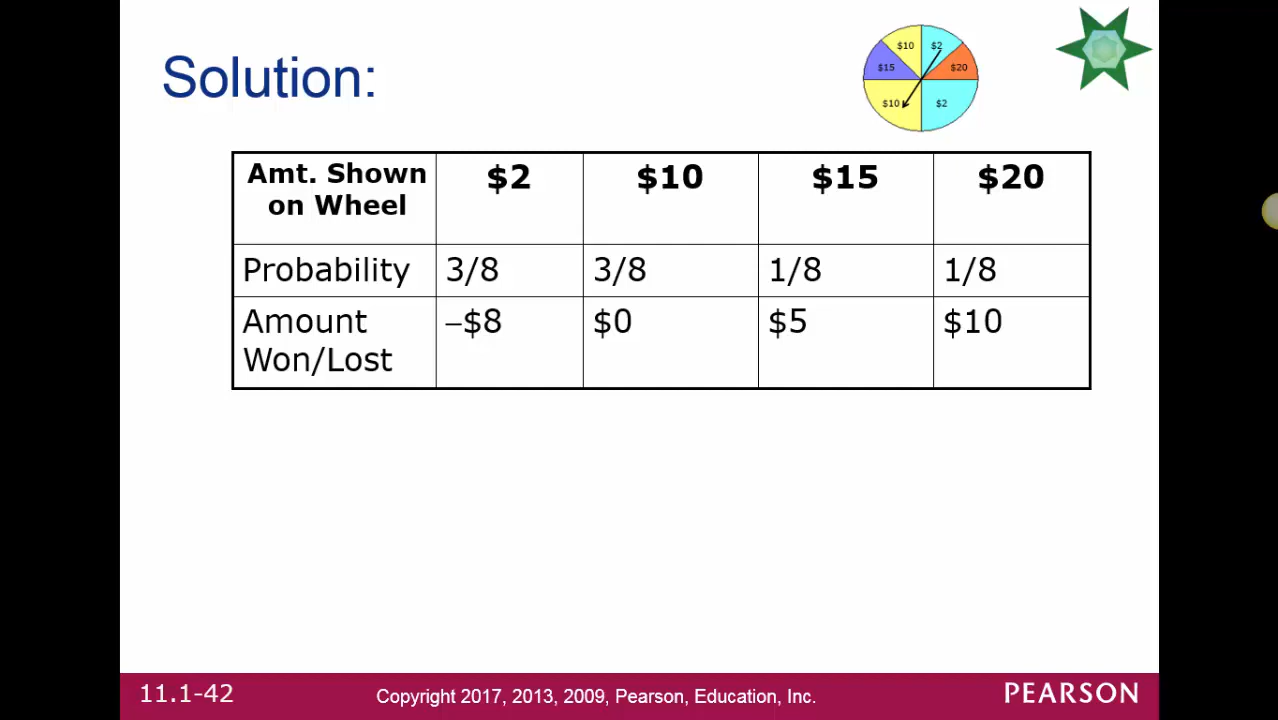 Solution:
$10 $2
$15 $20
$10 $2
Amt. Shown on Wheel $2 $10 $15 $20
Probability 3/8 3/8 1/8 1/8
Amount Won/Lost –$8 $0 $5 $10
11.1-42 Copyright 2017, 2013, 2009, Pearson, Education, Inc. PEARSON